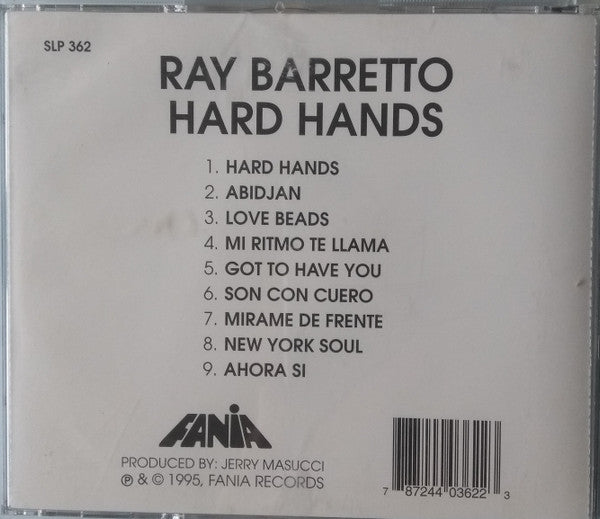 SLP 362
RAY BARRETTO
HARD HANDS
1. HARD HANDS
2. ABIDJAN
3. LOVE BEADS
4. MI RITMO TE LLAMA
5. GOT TO HAVE YOU
6. SON CON CUERO
7. MIRAME DE FRENTE
8. NEW YORK SOUL
9. AHORA SI
FANIA
PRODUCED BY: JERRY MASUCCI
℗ & © 1995, FANIA RECORDS
7 87244 03622 3